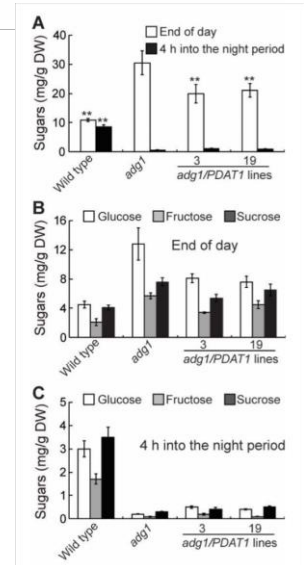 A
End of day
4 h into the night period
Sugars (mg/g DW)
40
30
20
10
0
** **
**
**
Wild type
adg1
3
19
adg1/PDAT1 lines
B
Glucose Fructose Sucrose
End of day
Sugars (mg/g DW)
16
12
8
4
0
Wild type
adg1
3
19
adg1/PDAT1 lines
C
Glucose Fructose Sucrose
4 h into the night period
Sugars (mg/g DW)
5
4
3
2
1
0
Wild type
adg1
3
19
adg1/PDAT1 lines